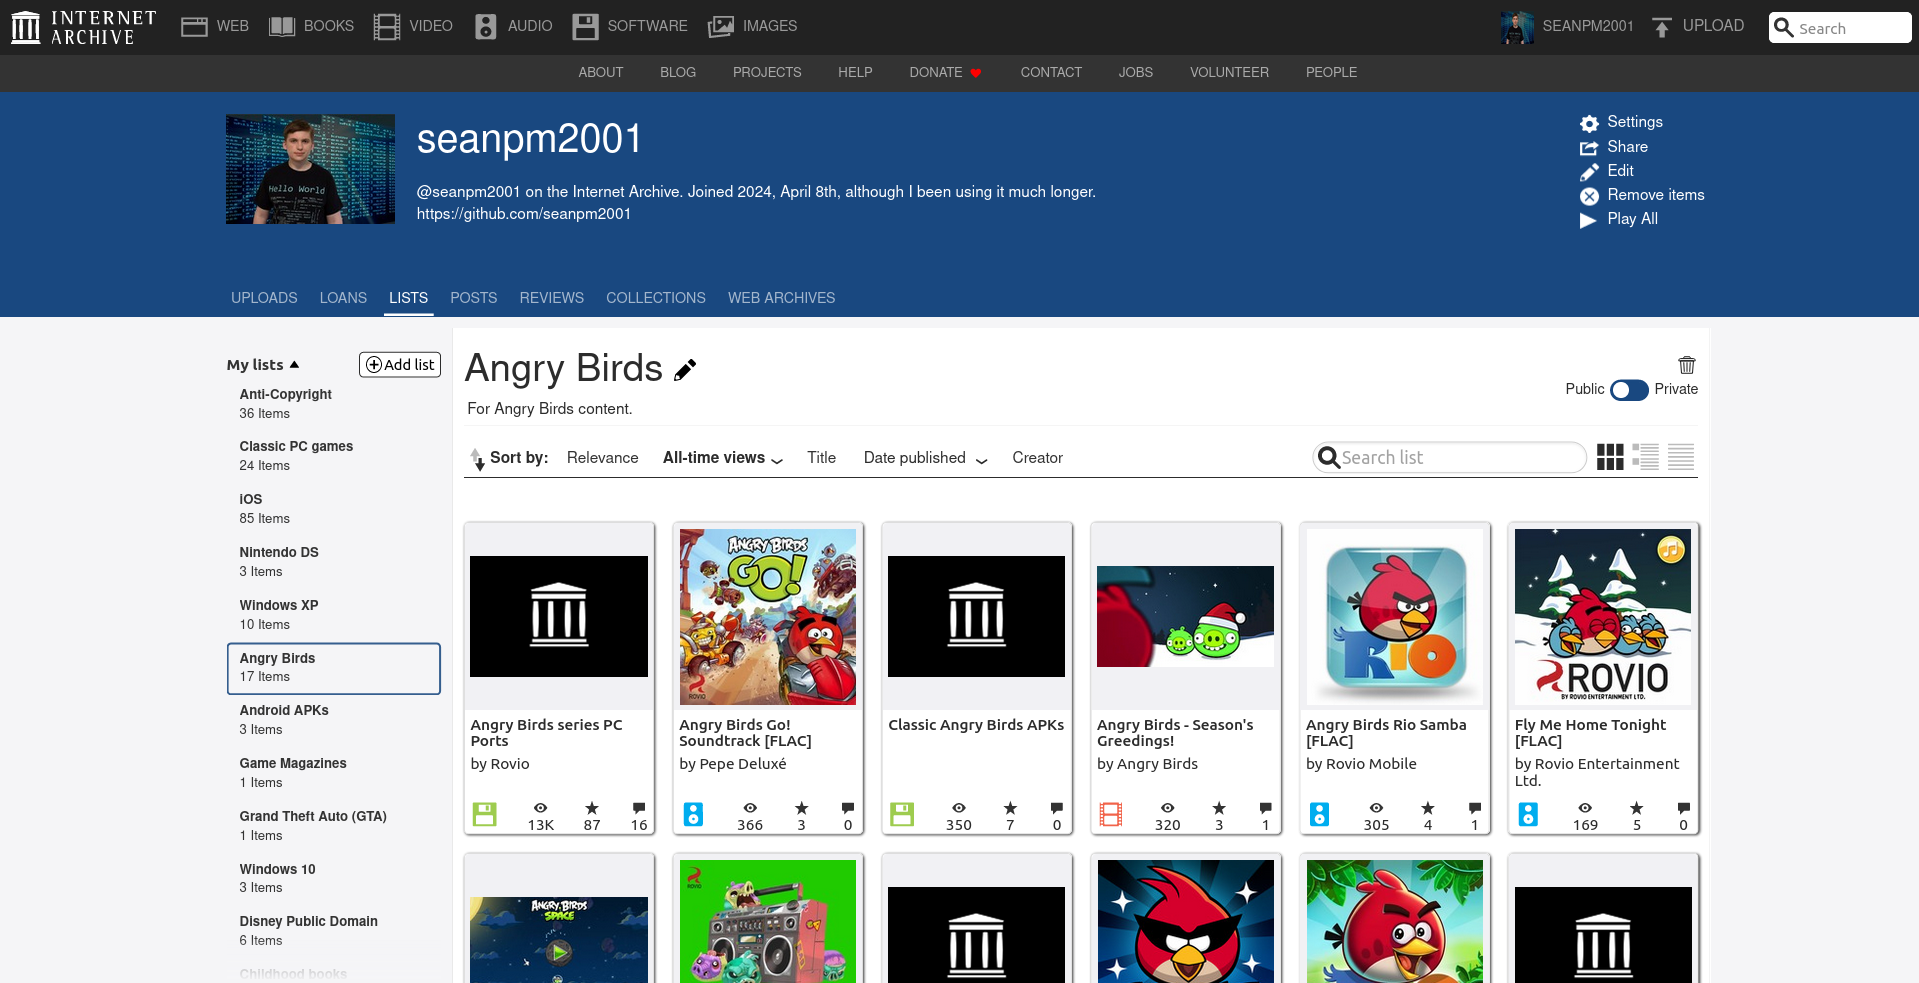 INTERNET ARCHIVE
WEB BOOKS VIDEO AUDIO SOFTWARE IMAGES SEANPM2001 UPLOAD Search
ABOUT BLOG PROJECTS HELP DONATE CONTACT JOBS VOLUNTEER PEOPLE
Hello World
seanpm2001
@seanpm2001 on the Internet Archive. Joined 2024, April 8th, although I been using it much longer.
https://github.com/seanpm2001
Settings
Share
Edit
Remove items
Play All
UPLOADS LOANS LISTS POSTS REVIEWS COLLECTIONS WEB ARCHIVES
My lists Add list
Anti-Copyright
36 Items
Classic PC games
24 Items
iOS
85 Items
Nintendo DS
3 Items
Windows XP
10 Items
Angry Birds
17 Items
Android APKs
3 Items
Game Magazines
1 Items
Grand Theft Auto (GTA)
1 Items
Windows 10
3 Items
Disney Public Domain
6 Items
Childhood books
Angry Birds
For Angry Birds content.
Public Private
Sort by: Relevance All-time views Title Date published Creator
Search list
Angry Birds series PC
Ports
by Rovio
13K 87 16
ANGRY BIRDS
GO!
ROVIO
Angry Birds Go!
Soundtrack [FLAC]
by Pepe Deluxé
366 3 0
Classic Angry Birds APKs
350 7 0
Angry Birds - Season's
Greedings!
by Angry Birds
320 3 1
RIO
Angry Birds Rio Samba
[FLAC]
by Rovio Mobile
305 4 1
ROVIO
BY ROVIO ENTERTAINMENT LTD.
Fly Me Home Tonight
[FLAC]
by Rovio Entertainment
Ltd.
169 5 0
ANGRY BIRDS
SPACE
ROVIO